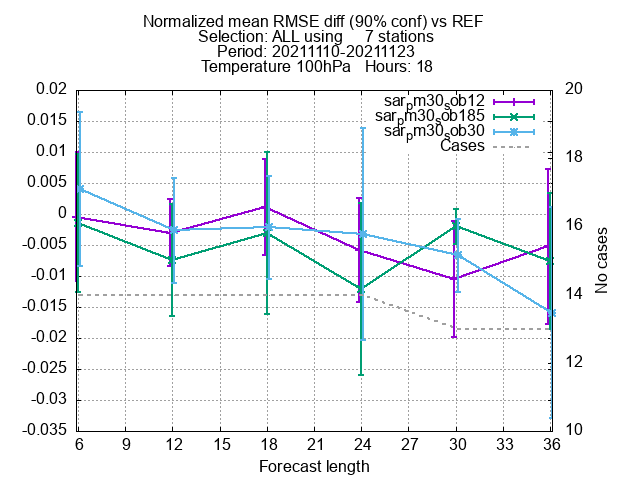 Normalized mean RMSE diff (90% conf) vs REF
Selection: ALL using     7 stations
Period: 20211110-20211123
Temperature 100hPa   Hours: 18
sarpm30sob12
sarpm30sob185
sarpm30sob30
Cases
0.02
0.015
0.01
0.005
0
-0.005
-0.01
-0.015
-0.02
-0.025
-0.03
-0.035
20
18
16
14
12
10
No cases
6 9 12 15 18 21 24 27 30 33 36
Forecast length